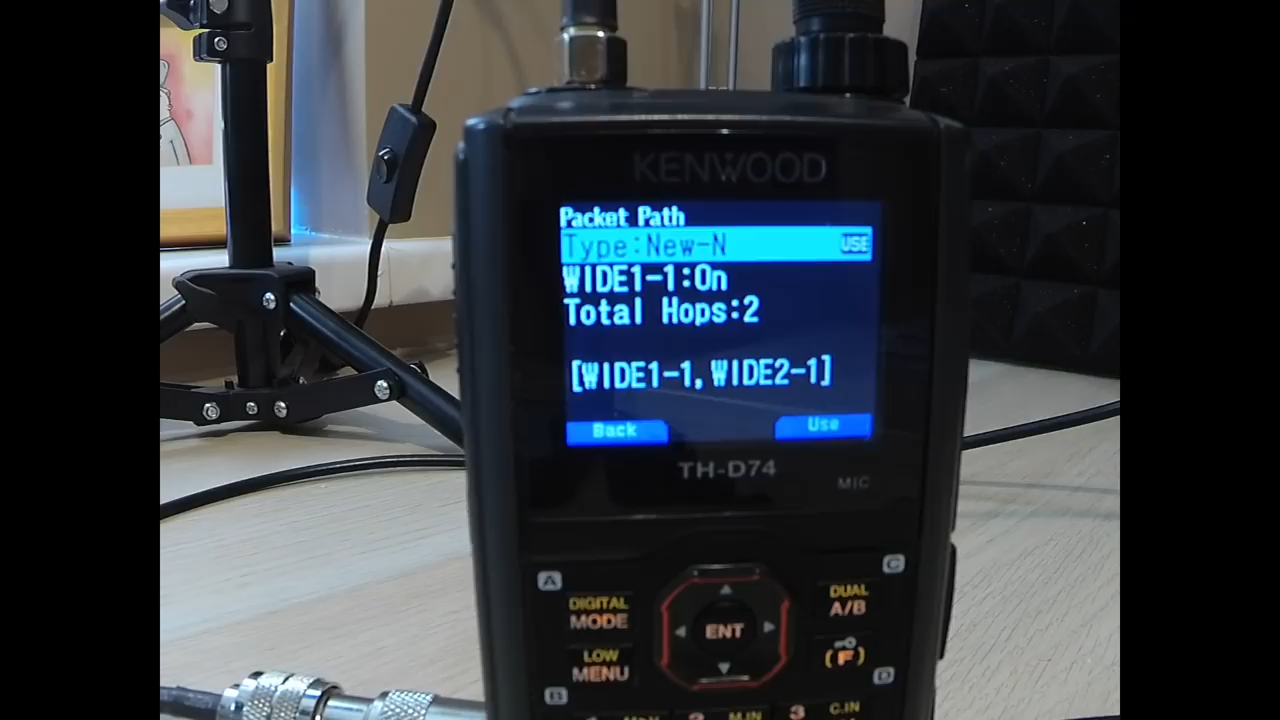 KENWOOD
Packet Path
Type:New-N USE
WIDE1-1:On
Total Hops:2
[WIDE1-1,WIDE2-1]
Back Use
TH-D74
MIC
A C
DIGITAL DUAL
MODE A/B
ENT
LOW (F)
MENU
B D
M.IN C.IN